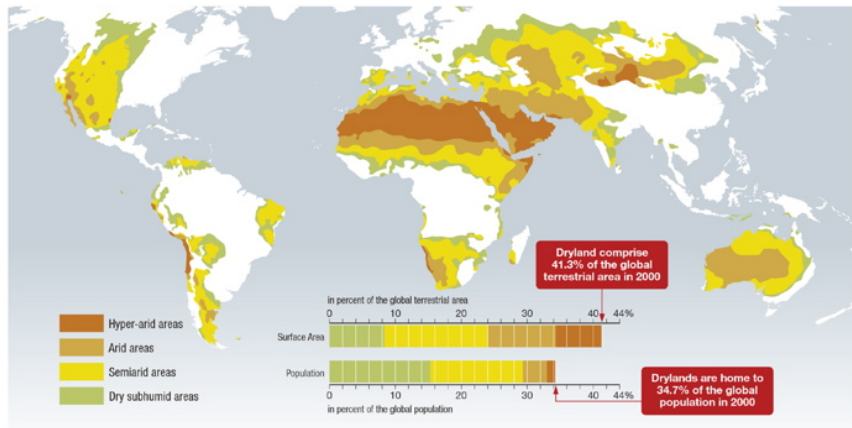 Dryland comprise
41.3% of the global
terrestrial area in 2000
in percent of the global terrestrial area
0 10 20 30 40 44%
Hyper-arid areas
Surface Area
Arid areas
Semiarid areas
Population
Dry subhumid areas
0 10 20 30 40 44%
in percent of the global population
Drylands are home to
34.7% of the global
population in 2000